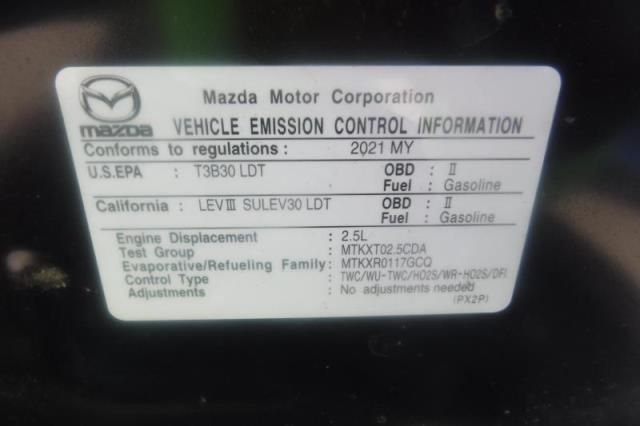 Mazda Motor Corporation
mazda VEHICLE EMISSION CONTROL INFORMATION
Conforms to regulations : 2021 MY
U.S.EPA : T3B30 LDT OBD : II
Fuel : Gasoline
California : LEVIII SULEV30 LDT OBD : II
Fuel : Gasoline
Engine Displacement : 2.5L
Test Group : MTKXT02.5CDA
Evaporative/Refueling Family: MTKXR0117GCQ
Control Type : TWC/WU-TWC/HO2S/WR-HO2S/DFI
Adjustments : No adjustments needed
(PX2P)